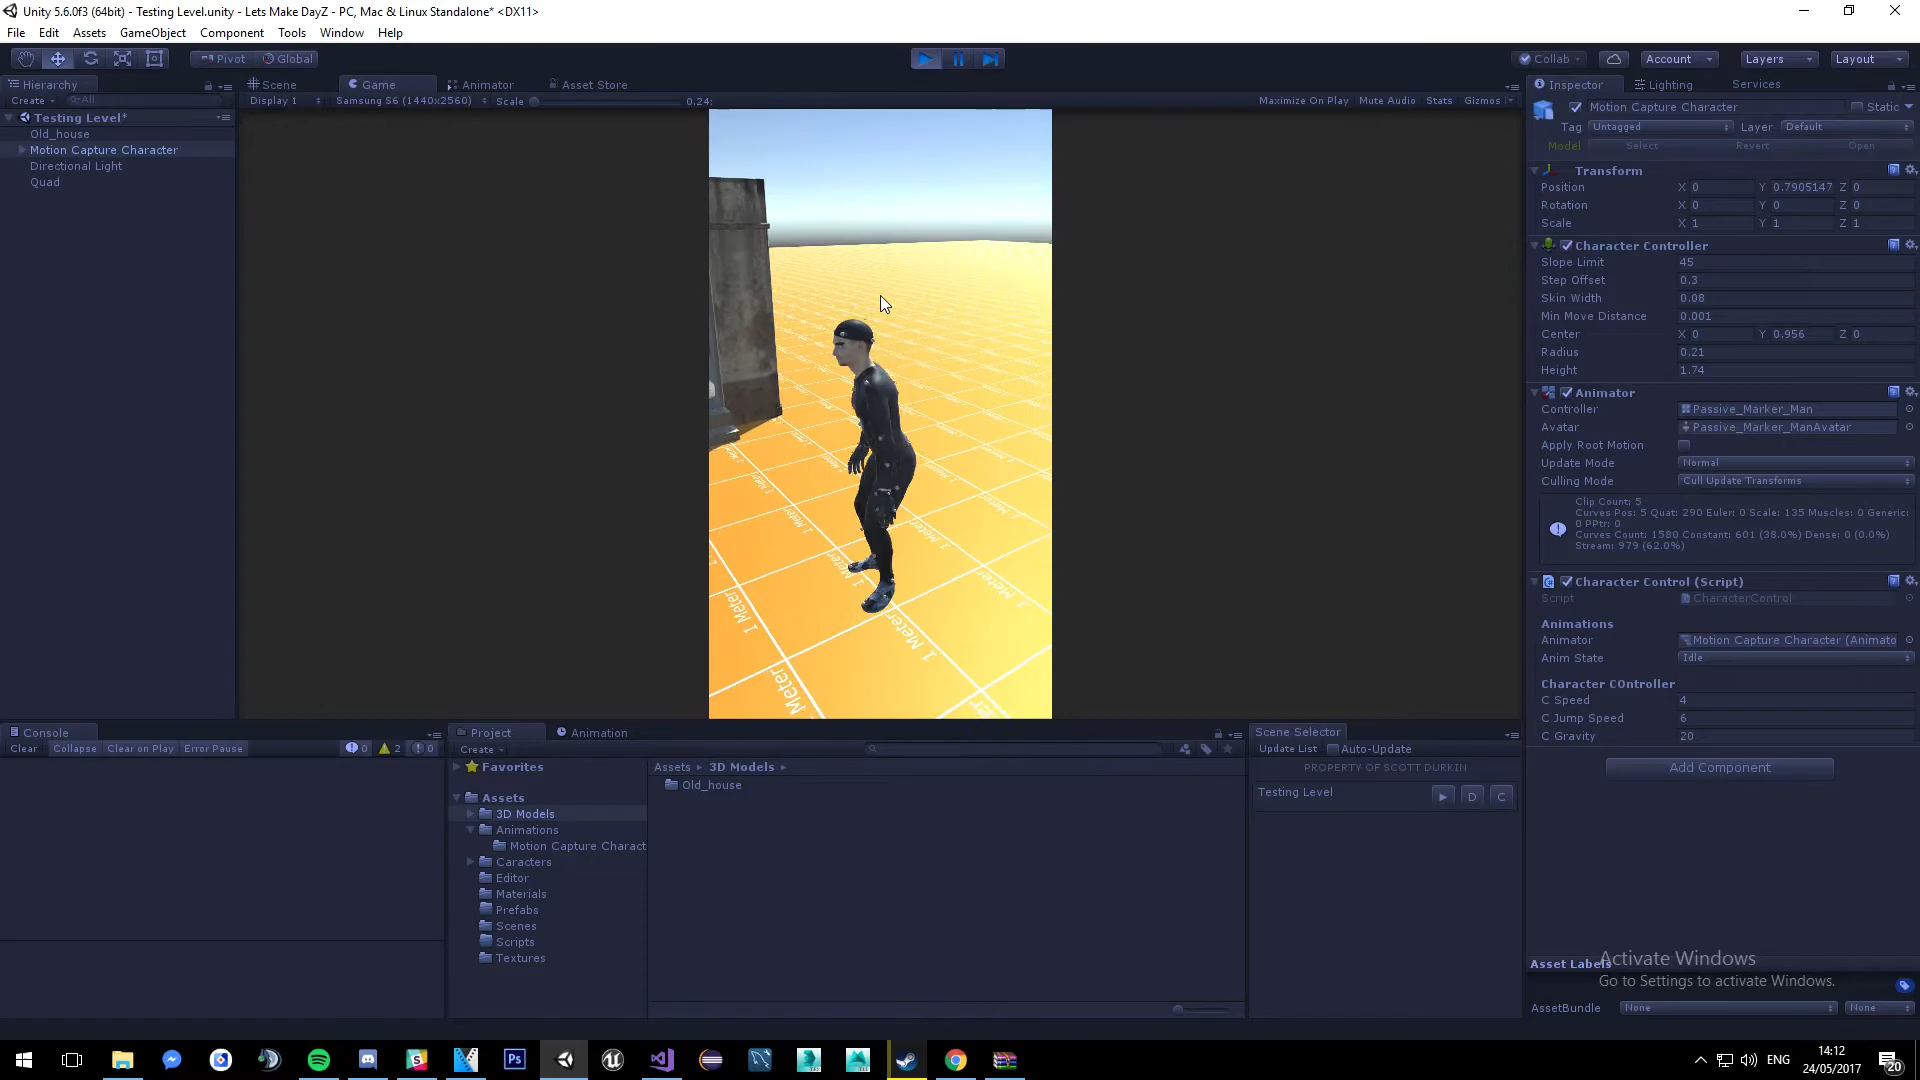 Unity 5.6.0f3 (64bit) - Testing Level.unity - Lets Make DayZ - PC, Mac & Linux Standalone* <DX11>
File Edit Assets GameObject Component Tools Window Help
Pivot Global
Collab Account Layers Layout
Hierarchy
Create All
Testing Level*
Old_house
Motion Capture Character
Directional Light
Quad
Scene Game Animator Asset Store
Display 1 Samsung S6 (1440x2560) Scale 0.24: Maximize On Play Mute Audio Stats Gizmos
1 Meter
1 Meter
1 Meter
1 Meter
Meter
Inspector Lighting Services
Motion Capture Character Static
Tag Untagged Layer Default
Model Select Revert Open
Transform
Position X 0 Y 0.7905147 Z 0
Rotation X 0 Y 0 Z 0
Scale X 1 Y 1 Z 1
Character Controller
Slope Limit 45
Step Offset 0.3
Skin Width 0.08
Min Move Distance 0.001
Center X 0 Y 0.956 Z 0
Radius 0.21
Height 1.74
Animator
Controller Passive_Marker_Man
Avatar Passive_Marker_ManAvatar
Apply Root Motion
Update Mode Normal
Culling Mode Cull Update Transforms
Clip Count: 5
Curves Pos: 5 Quat: 290 Euler: 0 Scale: 135 Muscles: 0 Generic:
0 PPtr: 0
Curves Count: 1580 Constant: 601 (38.0%) Dense: 0 (0.0%)
Stream: 979 (62.0%)
Character Control (Script)
Script CharacterControl
Animations
Animator Motion Capture Character (Animato
Anim State Idle
Character COntroller
C Speed 4
C Jump Speed 6
C Gravity 20
Add Component
Asset Labels
AssetBundle None None
Activate Windows
Go to Settings to activate Windows.
Console
Clear Collapse Clear on Play Error Pause 0 2 0
Project Animation
Create
Favorites
Assets
3D Models
Animations
Motion Capture Charact
Caracters
Editor
Materials
Prefabs
Scenes
Scripts
Textures
Assets 3D Models
Old_house
Scene Selector
Update List Auto-Update
PROPERTY OF SCOTT DURKIN
Testing Level D C
Ps
ENG
14:12
24/05/2017
20